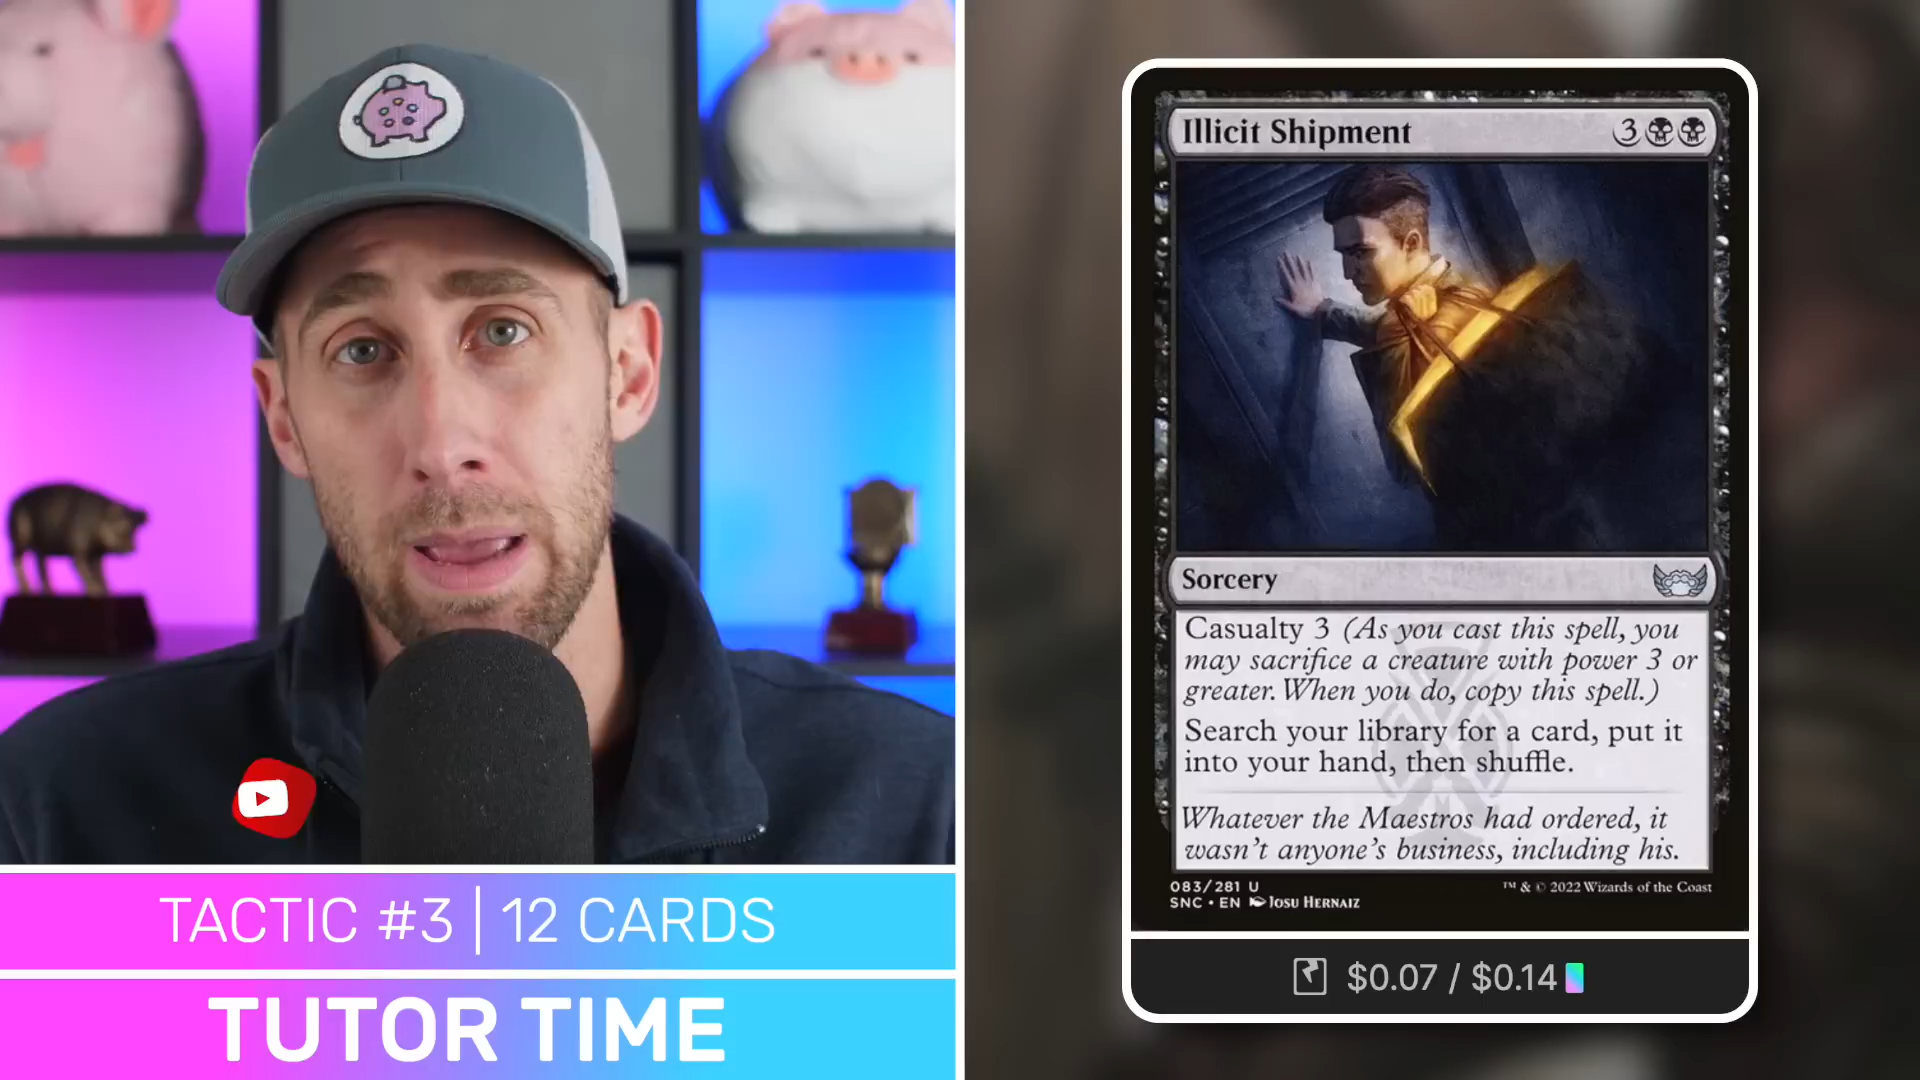 TACTIC #3 | 12 CARDS
TUTOR TIME
Illicit Shipment 3
Sorcery
Casualty 3 (As you cast this spell, you
may sacrifice a creature with power 3 or
greater. When you do, copy this spell.)
Search your library for a card, put it
into your hand, then shuffle.
Whatever the Maestros had ordered, it
wasn't anyone's business, including his.
083/281 U
SNC • EN Josu Hernaiz
™ & © 2022 Wizards of the Coast
$0.07 / $0.14